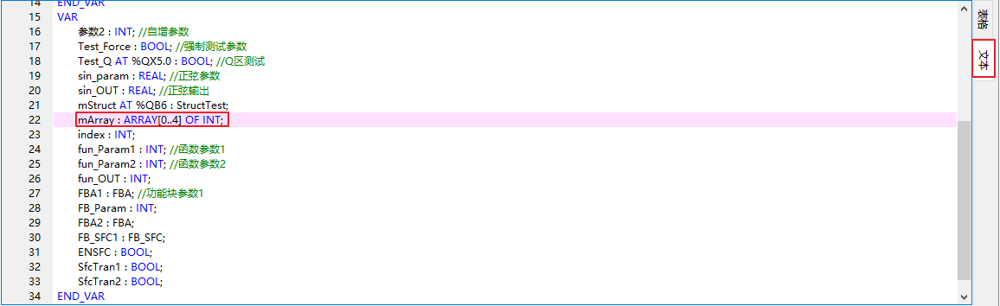 14 END_VAR
15 VAR
16 参数2 : INT; //自增参数
17 Test_Force : BOOL; //强制测试参数
18 Test_Q AT %QX5.0 : BOOL; //Q区测试
19 sin_param : REAL; //正弦参数
20 sin_OUT : REAL; //正弦输出
21 mStruct AT %QB6 : StructTest;
22 mArray : ARRAY[0..4] OF INT;
23 index : INT;
24 fun_Param1 : INT; //函数参数1
25 fun_Param2 : INT; //函数参数2
26 fun_OUT : INT;
27 FBA1 : FBA; //功能块参数1
28 FB_Param : INT;
29 FBA2 : FBA;
30 FB_SFC1 : FB_SFC;
31 ENSFC : BOOL;
32 SfcTran1 : BOOL;
33 SfcTran2 : BOOL;
34 END_VAR
表格
文本